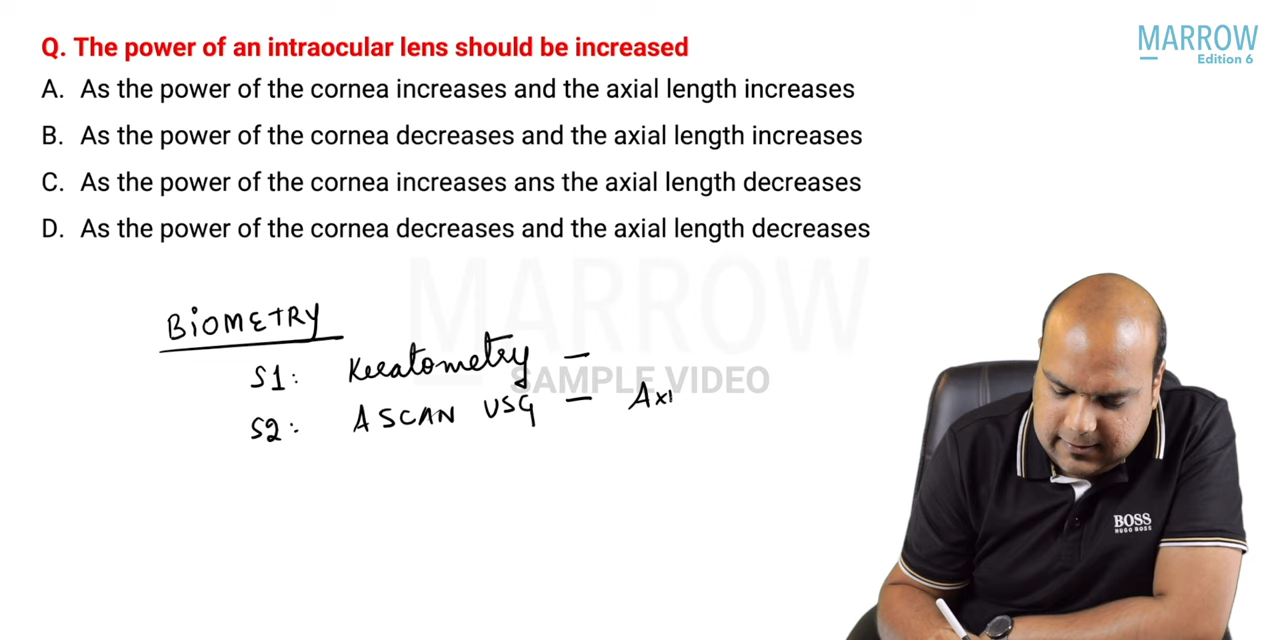 MARROW
Edition 6
Q. The power of an intraocular lens should be increased
A. As the power of the cornea increases and the axial length increases
B. As the power of the cornea decreases and the axial length increases
C. As the power of the cornea increases ans the axial length decreases
D. As the power of the cornea decreases and the axial length decreases
MARROW
SAMPLE VIDEO
BIOMETRY
S1: Keratometry =
S2: A SCAN USG = Axi
BOSS
HUGO BOSS